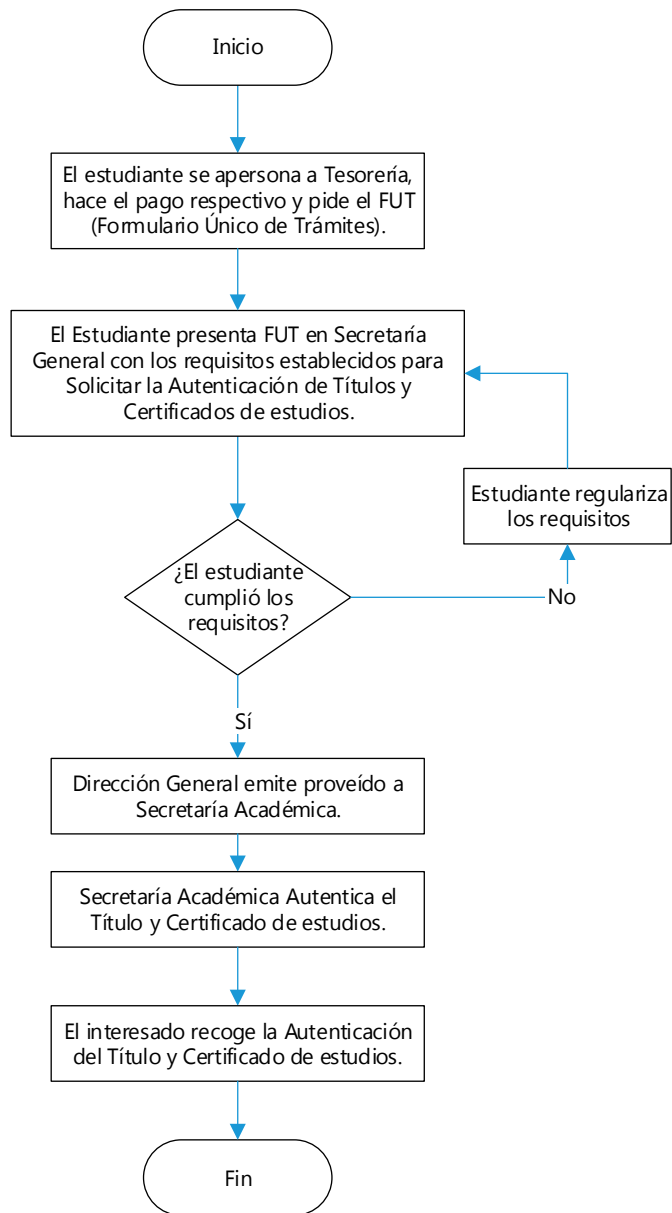 Inicio
El estudiante se apersona a Tesorería,
hace el pago respectivo y pide el FUT
(Formulario Único de Trámites).
El Estudiante presenta FUT en Secretaría
General con los requisitos establecidos para
Solicitar la Autenticación de Títulos y
Certificados de estudios.
Estudiante regulariza
los requisitos
¿El estudiante
cumplió los
requisitos?
No
Sí
Dirección General emite proveído a
Secretaría Académica.
Secretaría Académica Autentica el
Título y Certificado de estudios.
El interesado recoge la Autenticación
del Título y Certificado de estudios.
Fin